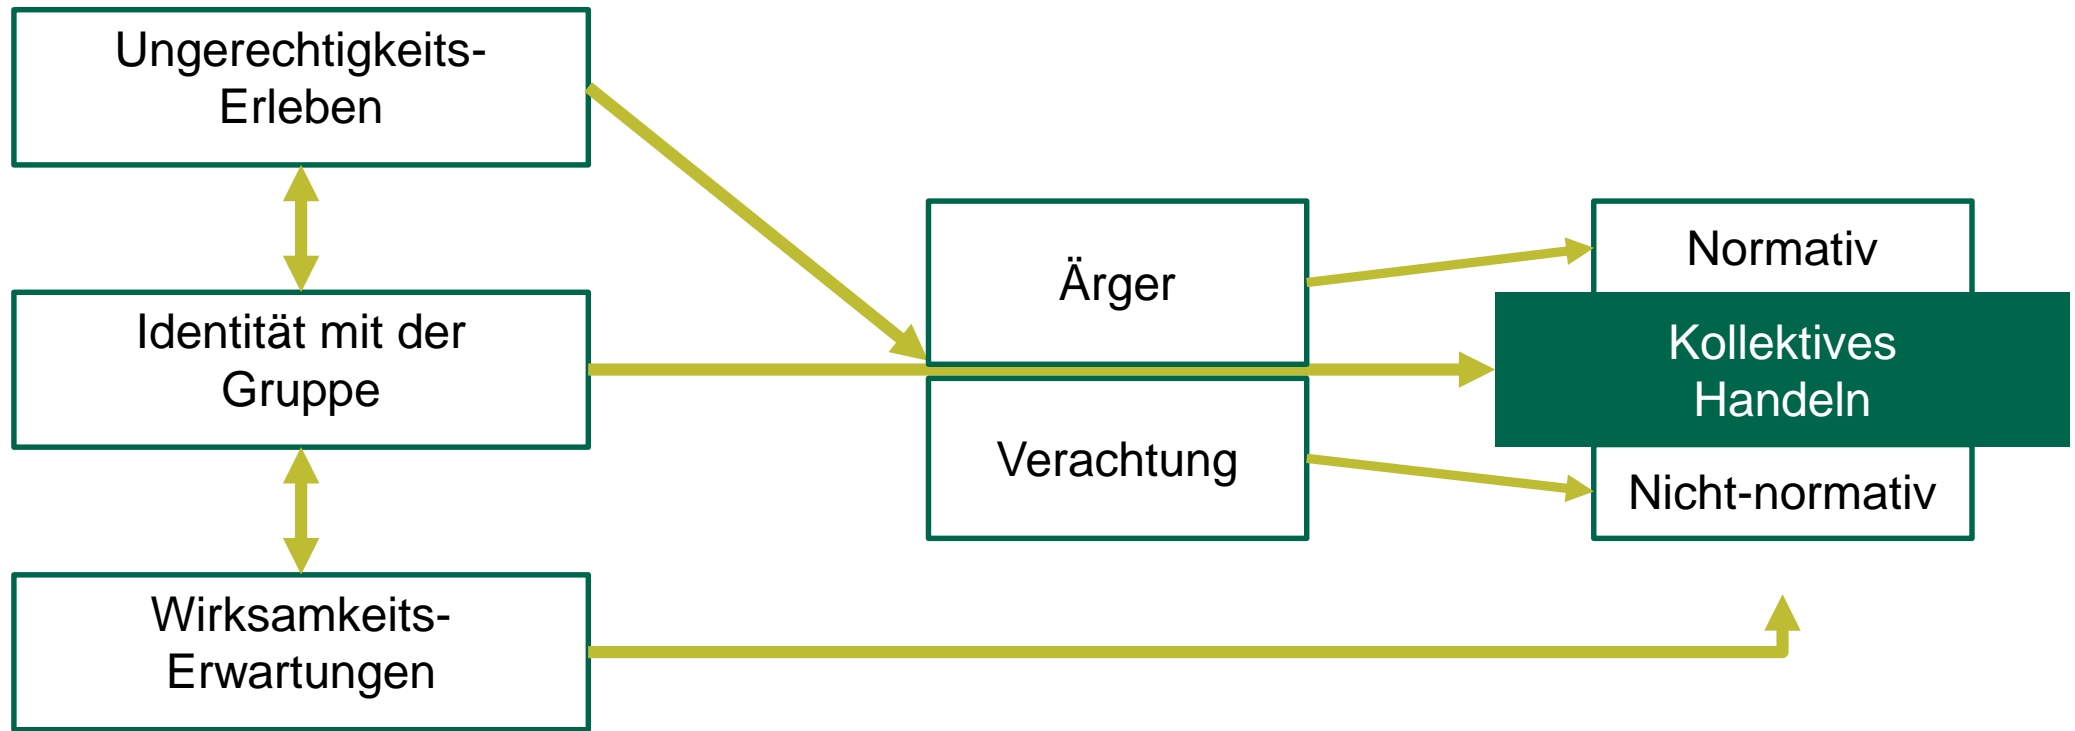 Ungerechtigkeits-
Erleben
Identität mit der
Gruppe
Wirksamkeits-
Erwartungen
Ärger
Verachtung
Normativ
Kollektives
Handeln
Nicht-normativ